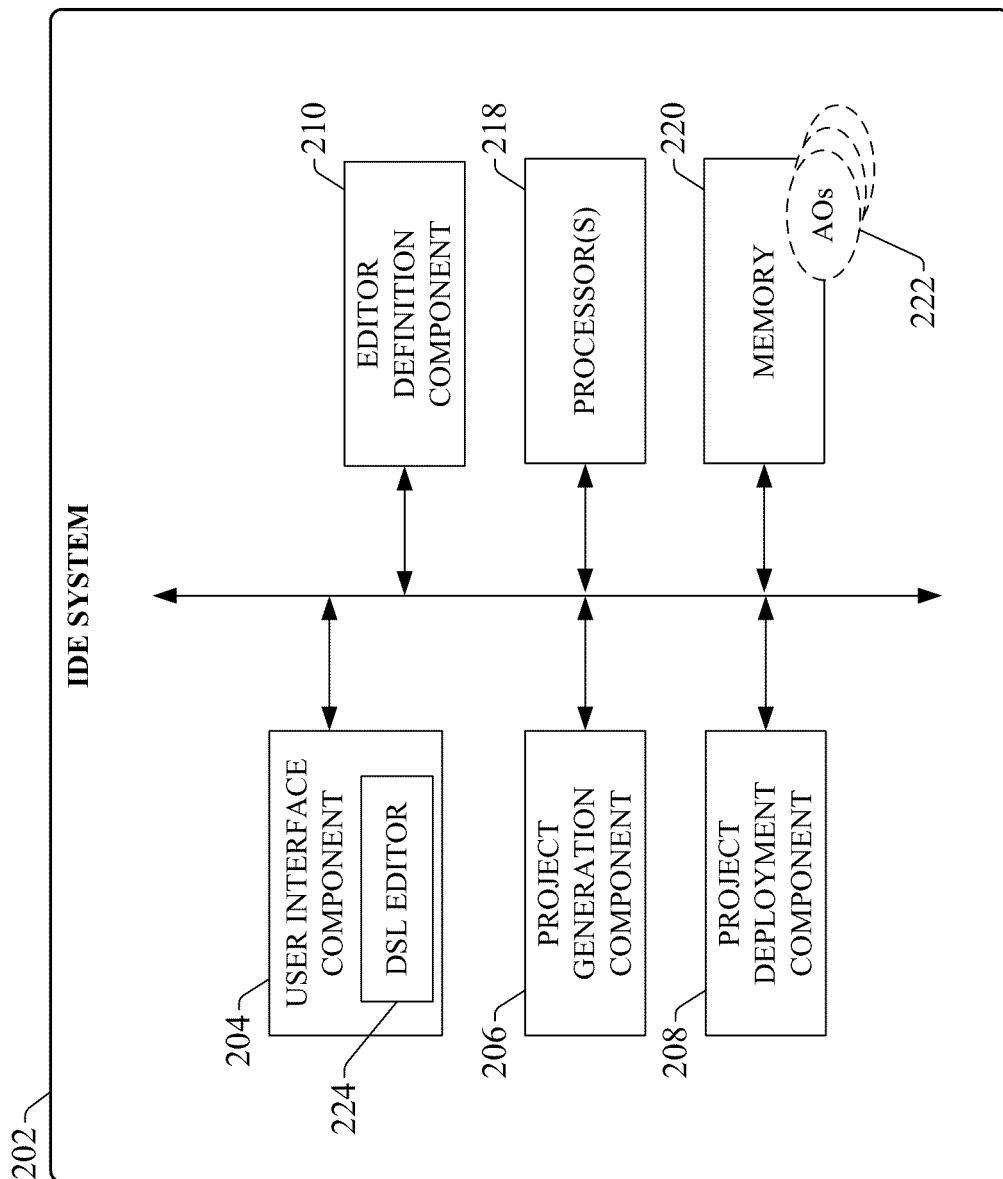 202
IDE SYSTEM
204
USER INTERFACE
COMPONENT
224
DSL EDITOR
206
PROJECT
GENERATION
COMPONENT
208
PROJECT
DEPLOYMENT
COMPONENT
210
EDITOR
DEFINITION
COMPONENT
218
PROCESSOR(S)
220
MEMORY
AOs
222